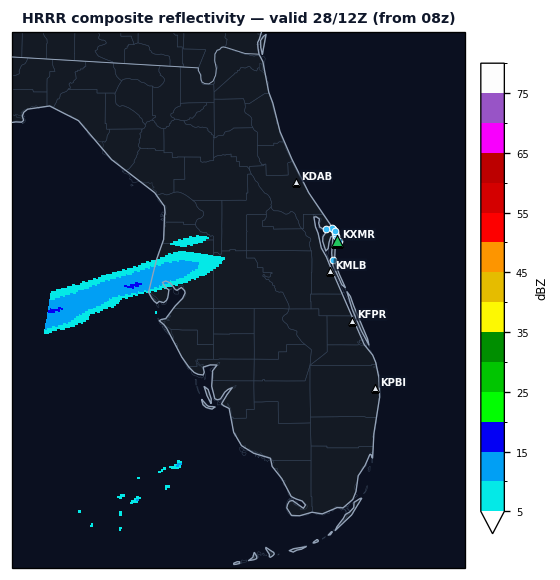 HRRR composite reflectivity — valid 28/12Z (from 08z)
KDAB
KXMR
KMLB
KFPR
KPBI
75
65
55
45
35
25
15
5
dBZ